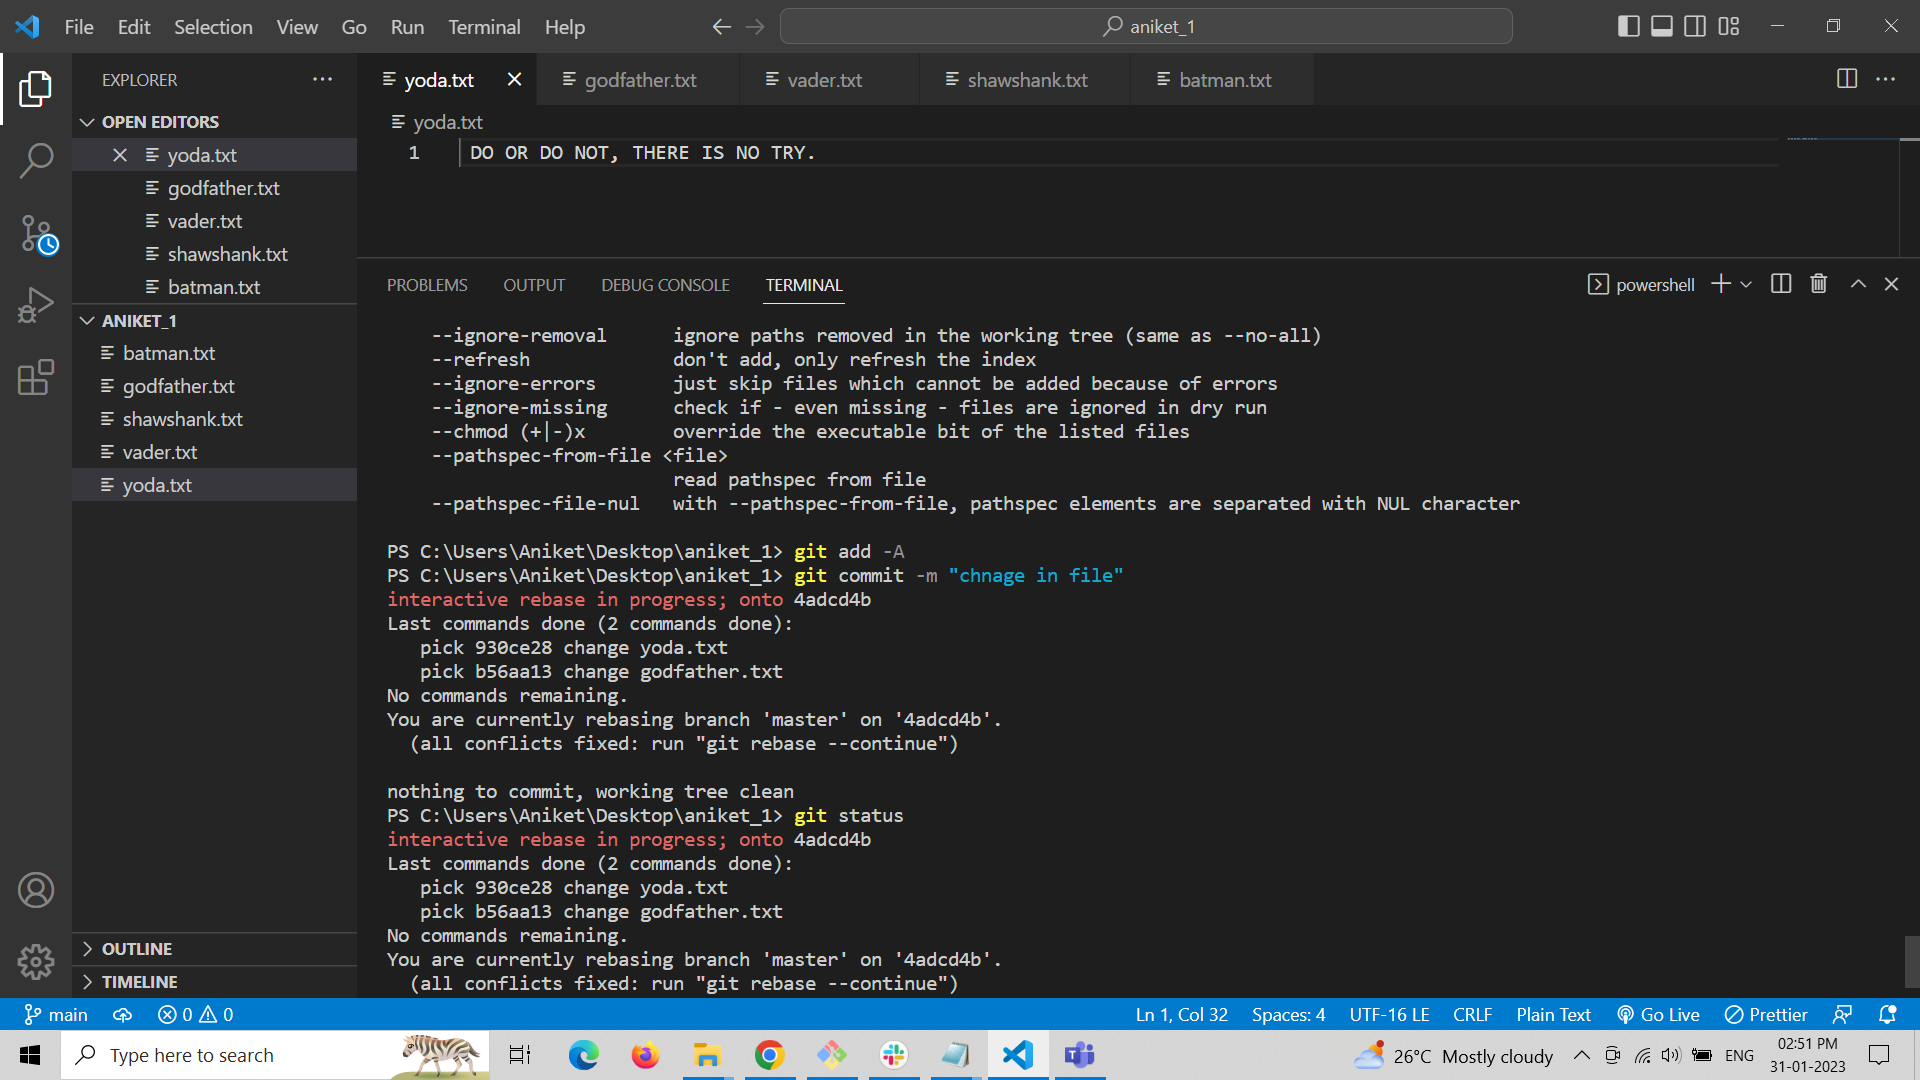 File Edit Selection View Go Run Terminal Help
aniket_1
EXPLORER
yoda.txt
godfather.txt
vader.txt
shawshank.txt
batman.txt
OPEN EDITORS
yoda.txt
godfather.txt
vader.txt
shawshank.txt
batman.txt
ANIKET_1
batman.txt
godfather.txt
shawshank.txt
vader.txt
yoda.txt
OUTLINE
TIMELINE
yoda.txt
1 DO OR DO NOT, THERE IS NO TRY.
PROBLEMS OUTPUT DEBUG CONSOLE TERMINAL
powershell
--ignore-removal ignore paths removed in the working tree (same as --no-all)
--refresh don't add, only refresh the index
--ignore-errors just skip files which cannot be added because of errors
--ignore-missing check if - even missing - files are ignored in dry run
--chmod (+|-)x override the executable bit of the listed files
--pathspec-from-file <file>
read pathspec from file
--pathspec-file-nul with --pathspec-from-file, pathspec elements are separated with NUL character
PS C:\Users\Aniket\Desktop\aniket_1> git add -A
PS C:\Users\Aniket\Desktop\aniket_1> git commit -m "chnage in file"
interactive rebase in progress; onto 4adcd4b
Last commands done (2 commands done):
pick 930ce28 change yoda.txt
pick b56aa13 change godfather.txt
No commands remaining.
You are currently rebasing branch 'master' on '4adcd4b'.
(all conflicts fixed: run "git rebase --continue")
nothing to commit, working tree clean
PS C:\Users\Aniket\Desktop\aniket_1> git status
interactive rebase in progress; onto 4adcd4b
Last commands done (2 commands done):
pick 930ce28 change yoda.txt
pick b56aa13 change godfather.txt
No commands remaining.
You are currently rebasing branch 'master' on '4adcd4b'.
(all conflicts fixed: run "git rebase --continue")
main 0 0 Ln 1, Col 32 Spaces: 4 UTF-16 LE CRLF Plain Text Go Live Prettier
Type here to search
26°C Mostly cloudy
ENG
02:51 PM
31-01-2023